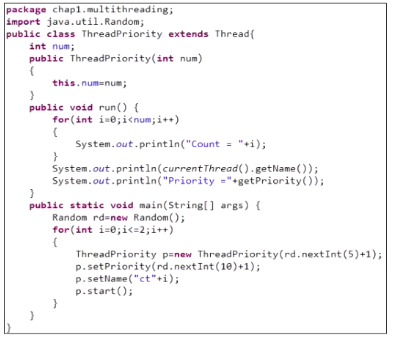 package chap1.multithreading;
import java.util.Random;
public class ThreadPriority extends Thread{
    int num;
    public ThreadPriority(int num)
    {
        this.num=num;
    }
    public void run() {
        for(int i=0;i<num;i++)
        {
            System.out.println("Count = "+i);
        }
        System.out.println(currentThread().getName());
        System.out.println("Priority ="+getPriority());
    }
    public static void main(String[] args) {
        Random rd=new Random();
        for(int i=0;i<=2;i++)
        {
            ThreadPriority p=new ThreadPriority(rd.nextInt(5)+1);
            p.setPriority(rd.nextInt(10)+1);
            p.setName("ct"+i);
            p.start();
        }
    }
}